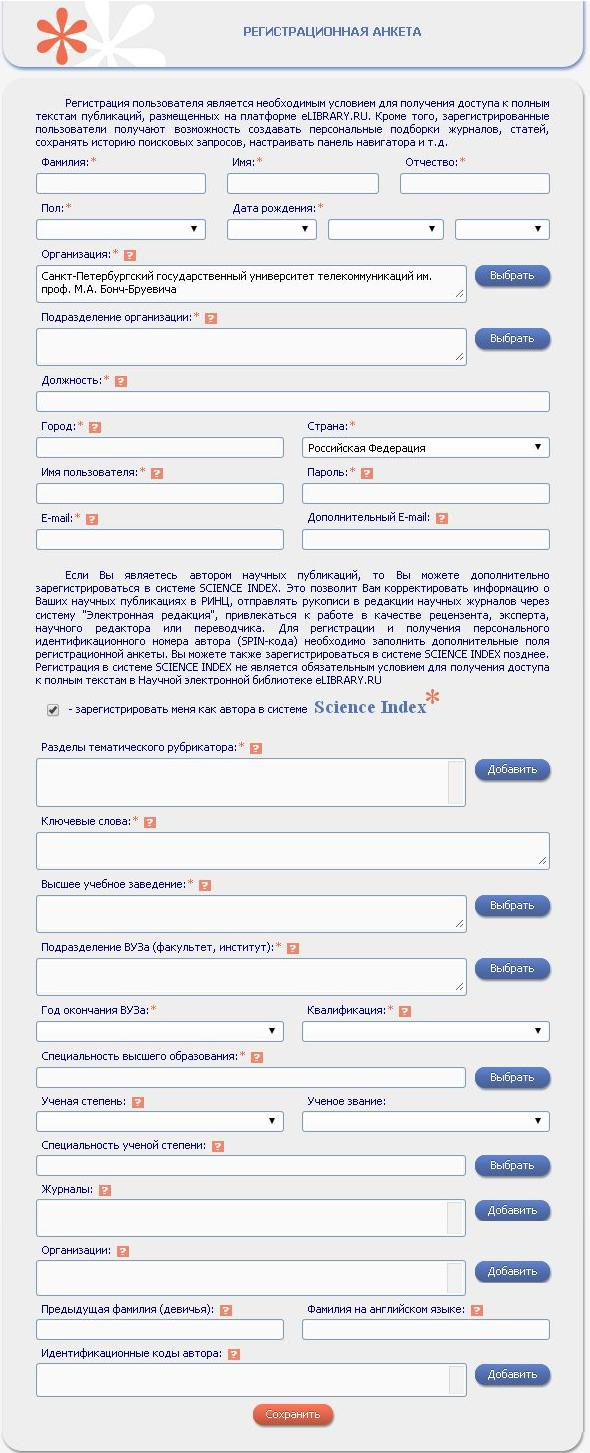 РЕГИСТРАЦИОННАЯ АНКЕТА
Регистрация пользователя является необходимым условием для получения доступа к полным
текстам публикаций, размещенных на платформе eLIBRARY.RU. Кроме того, зарегистрированные
пользователи получают возможность создавать персональные подборки журналов, статей,
сохранять историю поисковых запросов, настраивать панель навигатора и т.д.
Фамилия:* Имя:* Отчество:*
Пол:* Дата рождения:*
Организация:* ?
Санкт-Петербургский государственный университет телекоммуникаций им.
проф. М.А. Бонч-Бруевича
Выбрать
Подразделение организации:* ?
Выбрать
Должность:* ?
Город:* ? Страна:*
Российская Федерация
Имя пользователя:* ? Пароль:* ?
E-mail:* ? Дополнительный E-mail: ?
Если Вы являетесь автором научных публикаций, то Вы можете дополнительно
зарегистрироваться в системе SCIENCE INDEX. Это позволит Вам корректировать информацию о
Ваших научных публикациях в РИНЦ, отправлять рукописи в редакции научных журналов через
систему "Электронная редакция", привлекаться к работе в качестве рецензента, эксперта,
научного редактора или переводчика. Для регистрации и получения персонального
идентификационного номера автора (SPIN-кода) необходимо заполнить дополнительные поля
регистрационной анкеты. Вы можете также зарегистрироваться в системе SCIENCE INDEX позднее.
Регистрация в системе SCIENCE INDEX не является обязательным условием для получения доступа
к полным текстам в Научной электронной библиотеке eLIBRARY.RU
- зарегистрировать меня как автора в системе Science Index*
Разделы тематического рубрикатора:* ?
Добавить
Ключевые слова:* ?
Высшее учебное заведение:* ?
Выбрать
Подразделение ВУЗа (факультет, институт):* ?
Выбрать
Год окончания ВУЗа:* Квалификация:* ?
Специальность высшего образования:* ?
Выбрать
Ученая степень: ? Ученое звание:
Специальность ученой степени: ?
Выбрать
Журналы: ?
Добавить
Организации: ?
Добавить
Предыдущая фамилия (девичья): ? Фамилия на английском языке: ?
Идентификационные коды автора: ?
Добавить
Сохранить